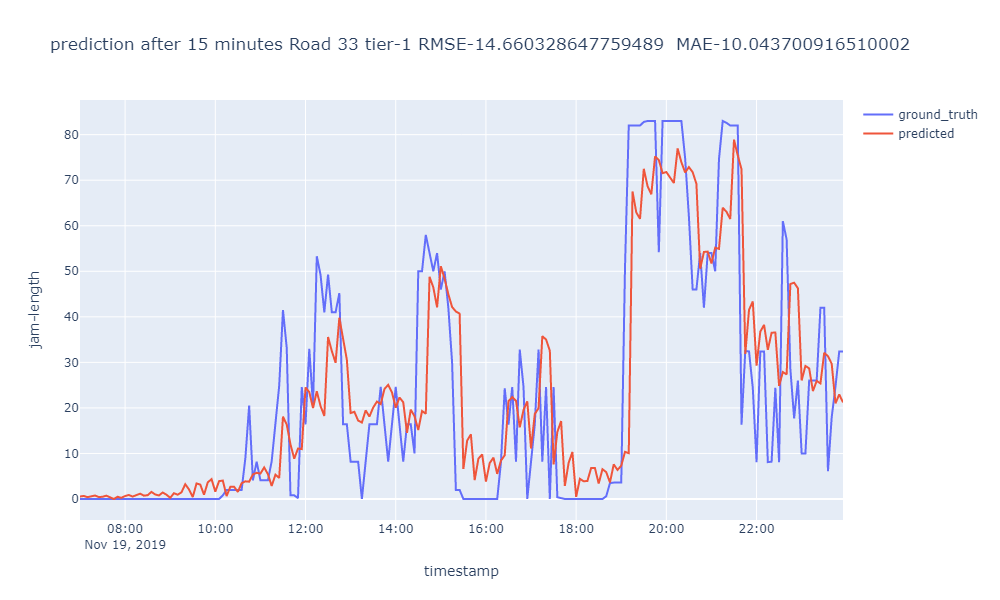 prediction after 15 minutes Road 33 tier-1 RMSE-14.660328647759489  MAE-10.043700916510002
ground_truth
predicted
80
70
60
50
40
30
20
10
0
jam-length
08:00 10:00 12:00 14:00 16:00 18:00 20:00 22:00
Nov 19, 2019
timestamp